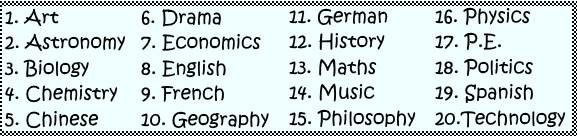 1. Art
2. Astronomy
3. Biology
4. Chemistry
5. Chinese
6. Drama
7. Economics
8. English
9. French
10. Geography
11. German
12. History
13. Maths
14. Music
15. Philosophy
16. Physics
17. P.E.
18. Politics
19. Spanish
20.Technology